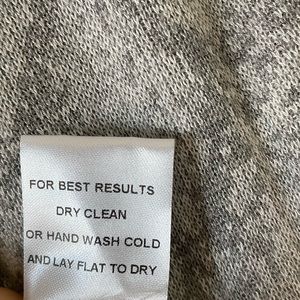 FOR BEST RESULTS
DRY CLEAN
OR HAND WASH COLD
AND LAY FLAT TO DRY